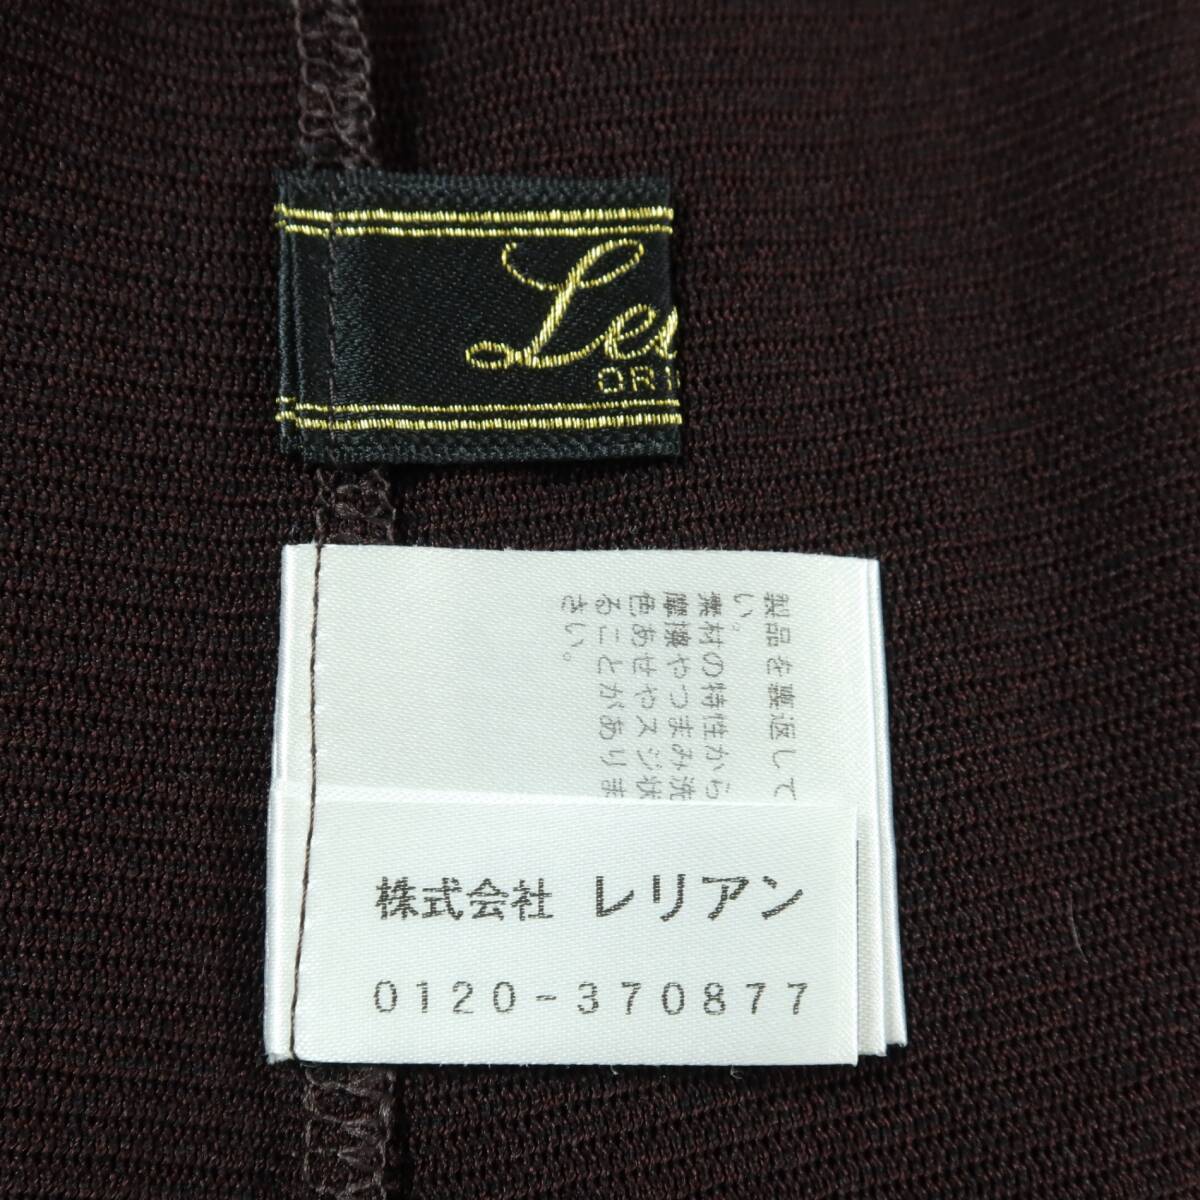 Lei
ORI
製品を裏返して
い。
素材の特性から
摩擦やつまみ洗
色あせやスジ状
ることがありま
さい。
株式会社 レリアン
0120-370877